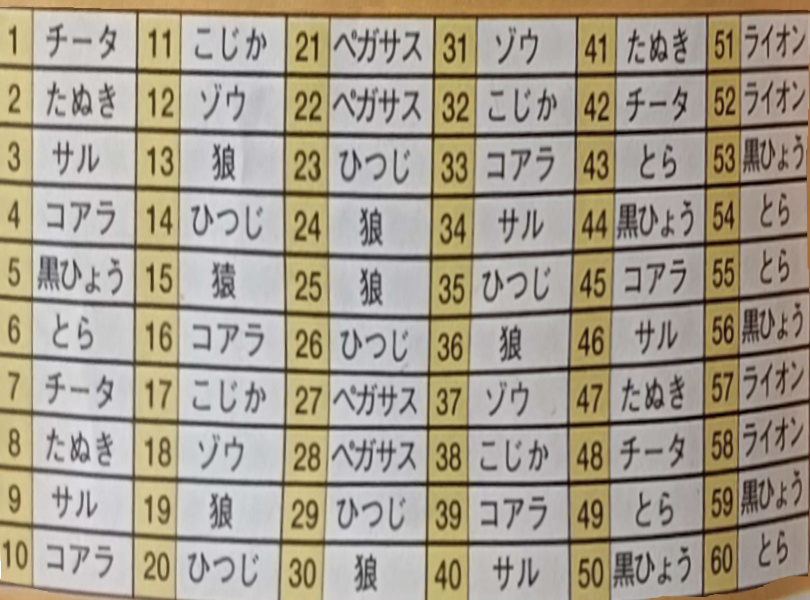 1 チータ 11 こじか 21 ペガサス 31 ゾウ 41 たぬき 51 ライオン
2 たぬき 12 ゾウ 22 ペガサス 32 こじか 42 チータ 52 ライオン
3 サル 13 狼 23 ひつじ 33 コアラ 43 とら 53 黒ひょう
4 コアラ 14 ひつじ 24 狼 34 サル 44 黒ひょう 54 とら
5 黒ひょう 15 猿 25 狼 35 ひつじ 45 コアラ 55 とら
6 とら 16 コアラ 26 ひつじ 36 狼 46 サル 56 黒ひょう
7 チータ 17 こじか 27 ペガサス 37 ゾウ 47 たぬき 57 ライオン
8 たぬき 18 ゾウ 28 ペガサス 38 こじか 48 チータ 58 ライオン
9 サル 19 狼 29 ひつじ 39 コアラ 49 とら 59 黒ひょう
10 コアラ 20 ひつじ 30 狼 40 サル 50 黒ひょう 60 とら